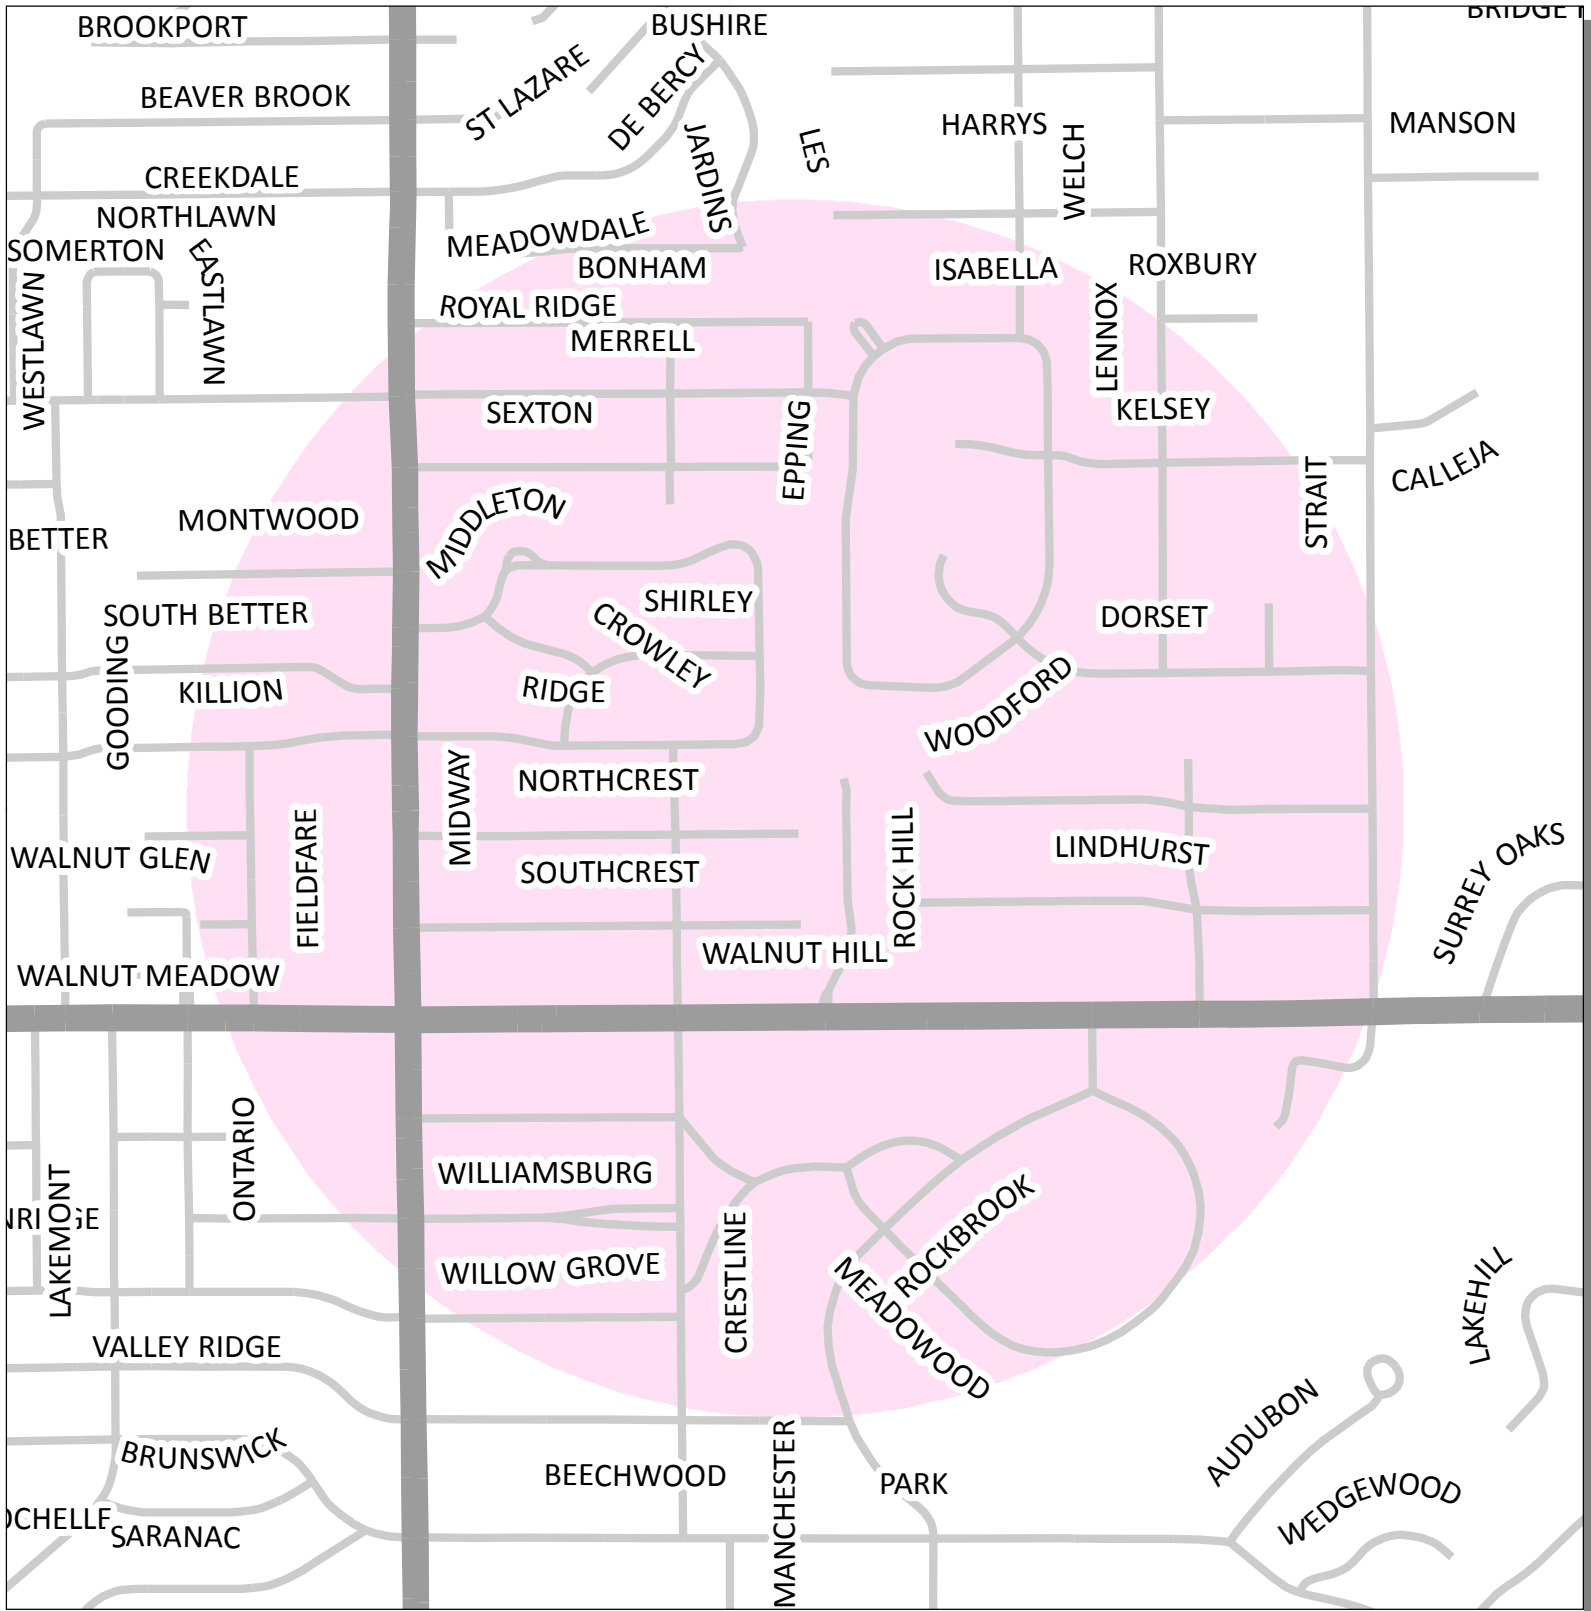 BRIDGE
BROOKPORT
BUSHIRE
BEAVER BROOK
ST LAZARE
DE BERCY
JARDINS
LES
HARRYS
WELCH
MANSON
CREEKDALE
NORTHLAWN
SOMERTON
EASTLAWN
WESTLAWN
MEADOWDALE
BONHAM
ISABELLA
ROXBURY
ROYAL RIDGE
MERRELL
LENNOX
SEXTON
EPPING
KELSEY
STRAIT
CALLEJA
MONTWOOD
BETTER
MIDDLETON
SOUTH BETTER
SHIRLEY
CROWLEY
DORSET
GOODING
KILLION
RIDGE
WOODFORD
MIDWAY
NORTHCREST
FIELDFARE
WALNUT GLEN
SOUTHCREST
ROCK HILL
LINDHURST
SURREY OAKS
WALNUT HILL
WALNUT MEADOW
ONTARIO
LAKEMONT
WILLIAMSBURG
WILLOW GROVE
CRESTLINE
ROCKBROOK
MEADOWOOD
LAKEHILL
VALLEY RIDGE
AUDUBON
BRUNSWICK
BEECHWOOD
MANCHESTER
PARK
WEDGEWOOD
OCHELLE
SARANAC